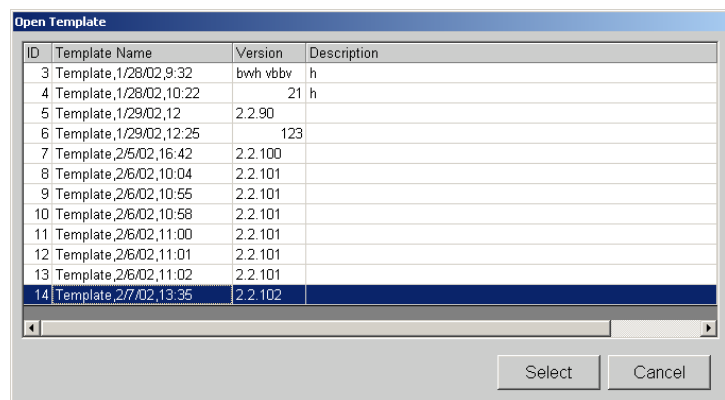 Open Template
ID Template Name Version Description
3 Template,1/28/02,9:32 bwh vbbv h
4 Template,1/28/02,10:22 21 h
5 Template,1/29/02,12 2.2.90
6 Template,1/29/02,12:25 123
7 Template,2/5/02,16:42 2.2.100
8 Template,2/6/02,10:04 2.2.101
9 Template,2/6/02,10:55 2.2.101
10 Template,2/6/02,10:58 2.2.101
11 Template,2/6/02,11:00 2.2.101
12 Template,2/6/02,11:01 2.2.101
13 Template,2/6/02,11:02 2.2.101
14 Template,2/7/02,13:35 2.2.102
Select Cancel